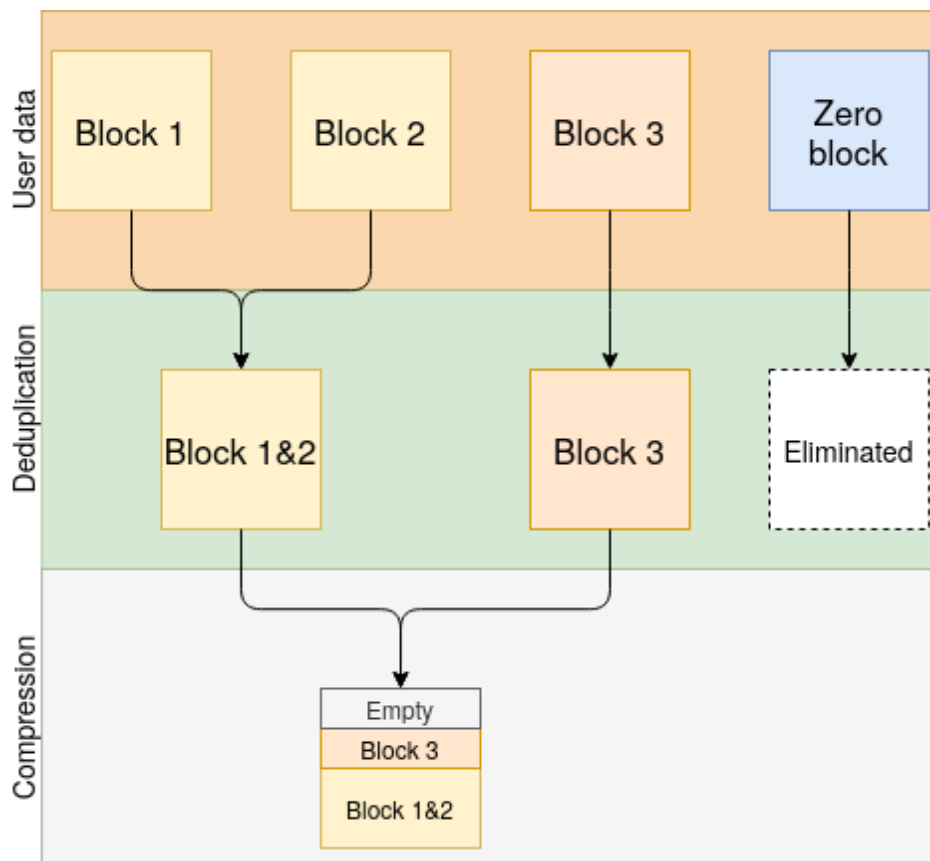 User data
Block 1
Block 2
Block 3
Zero
block
Deduplication
Block 1&2
Block 3
Eliminated
Compression
Empty
Block 3
Block 1&2